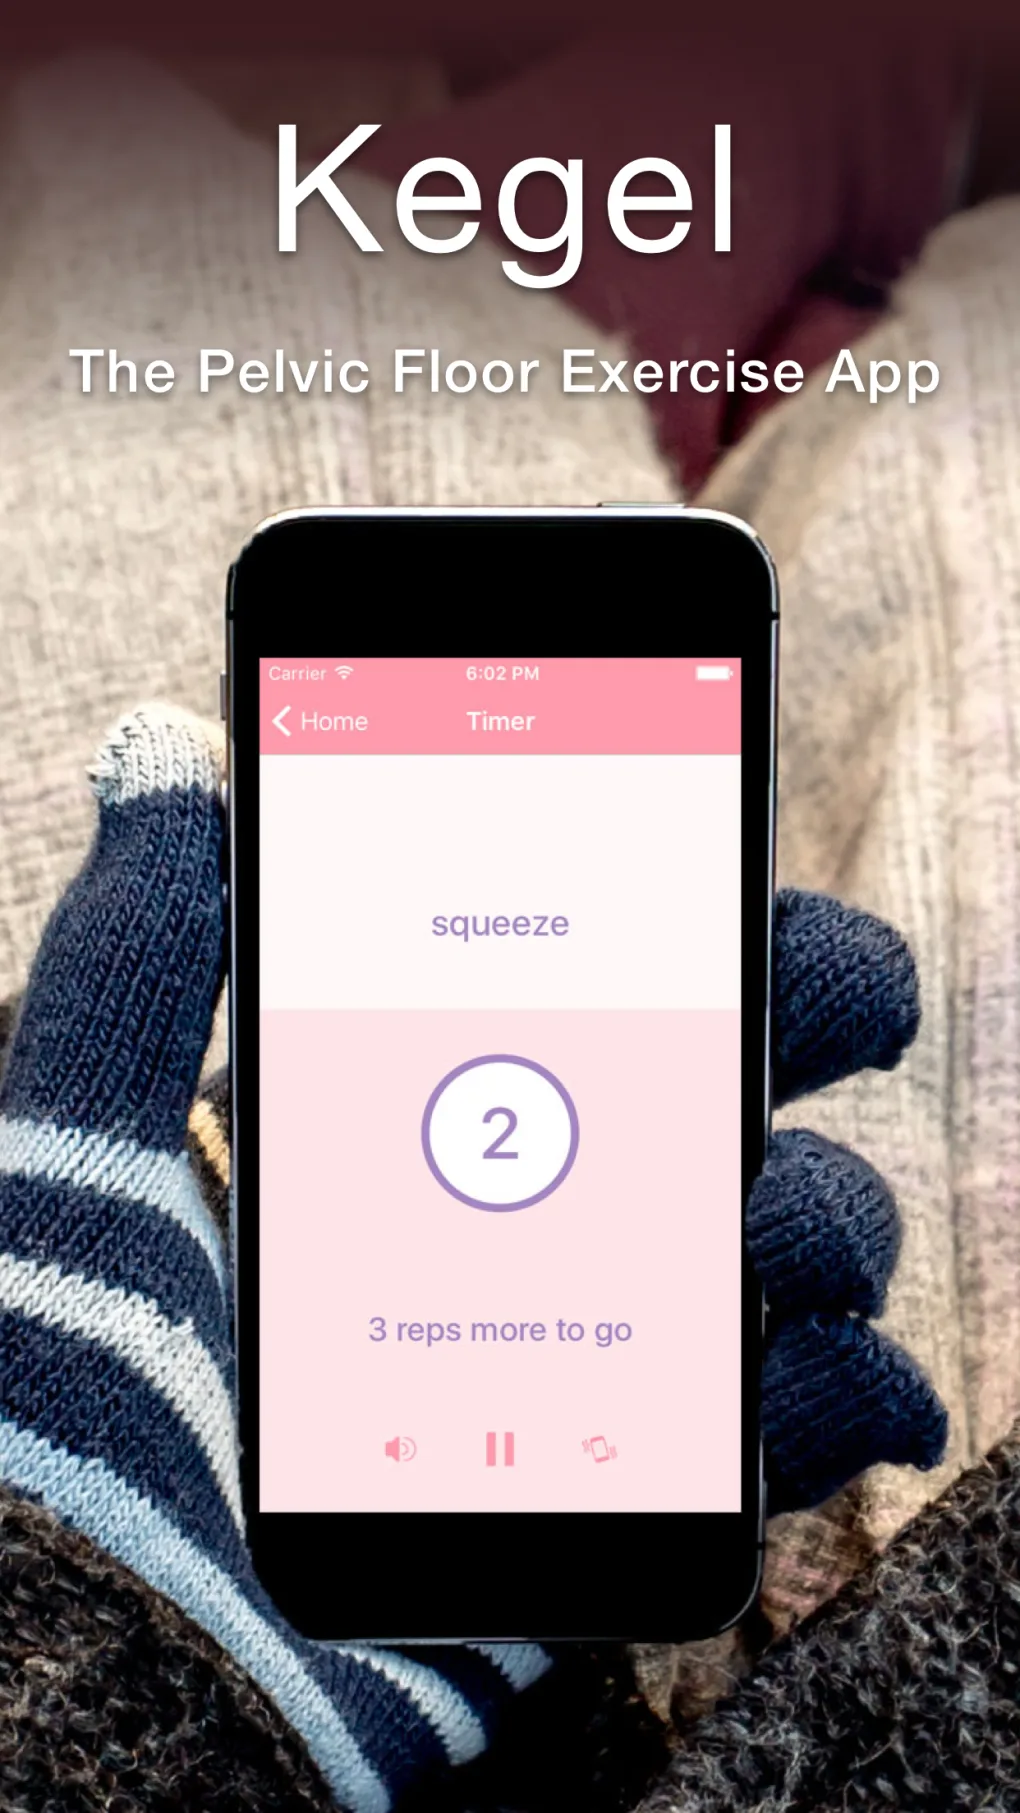 Kegel
The Pelvic Floor Exercise App
Carrier 6:02 PM
Home Timer
squeeze
2
3 reps more to go